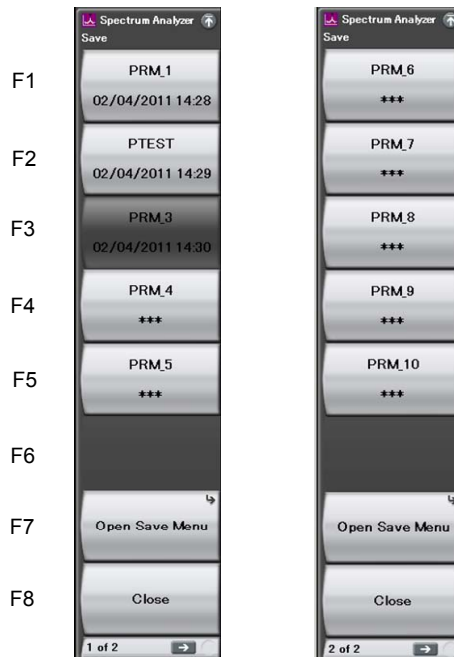 Spectrum Analyzer
Save
F1
PRM_1
02/04/2011 14:28
F2
PTEST
02/04/2011 14:29
F3
PRM_3
02/04/2011 14:30
F4
PRM_4
***
F5
PRM_5
***
F6
F7
Open Save Menu
F8
Close
1 of 2
Spectrum Analyzer
Save
PRM_6
***
PRM_7
***
PRM_8
***
PRM_9
***
PRM_10
***
Open Save Menu
Close
2 of 2